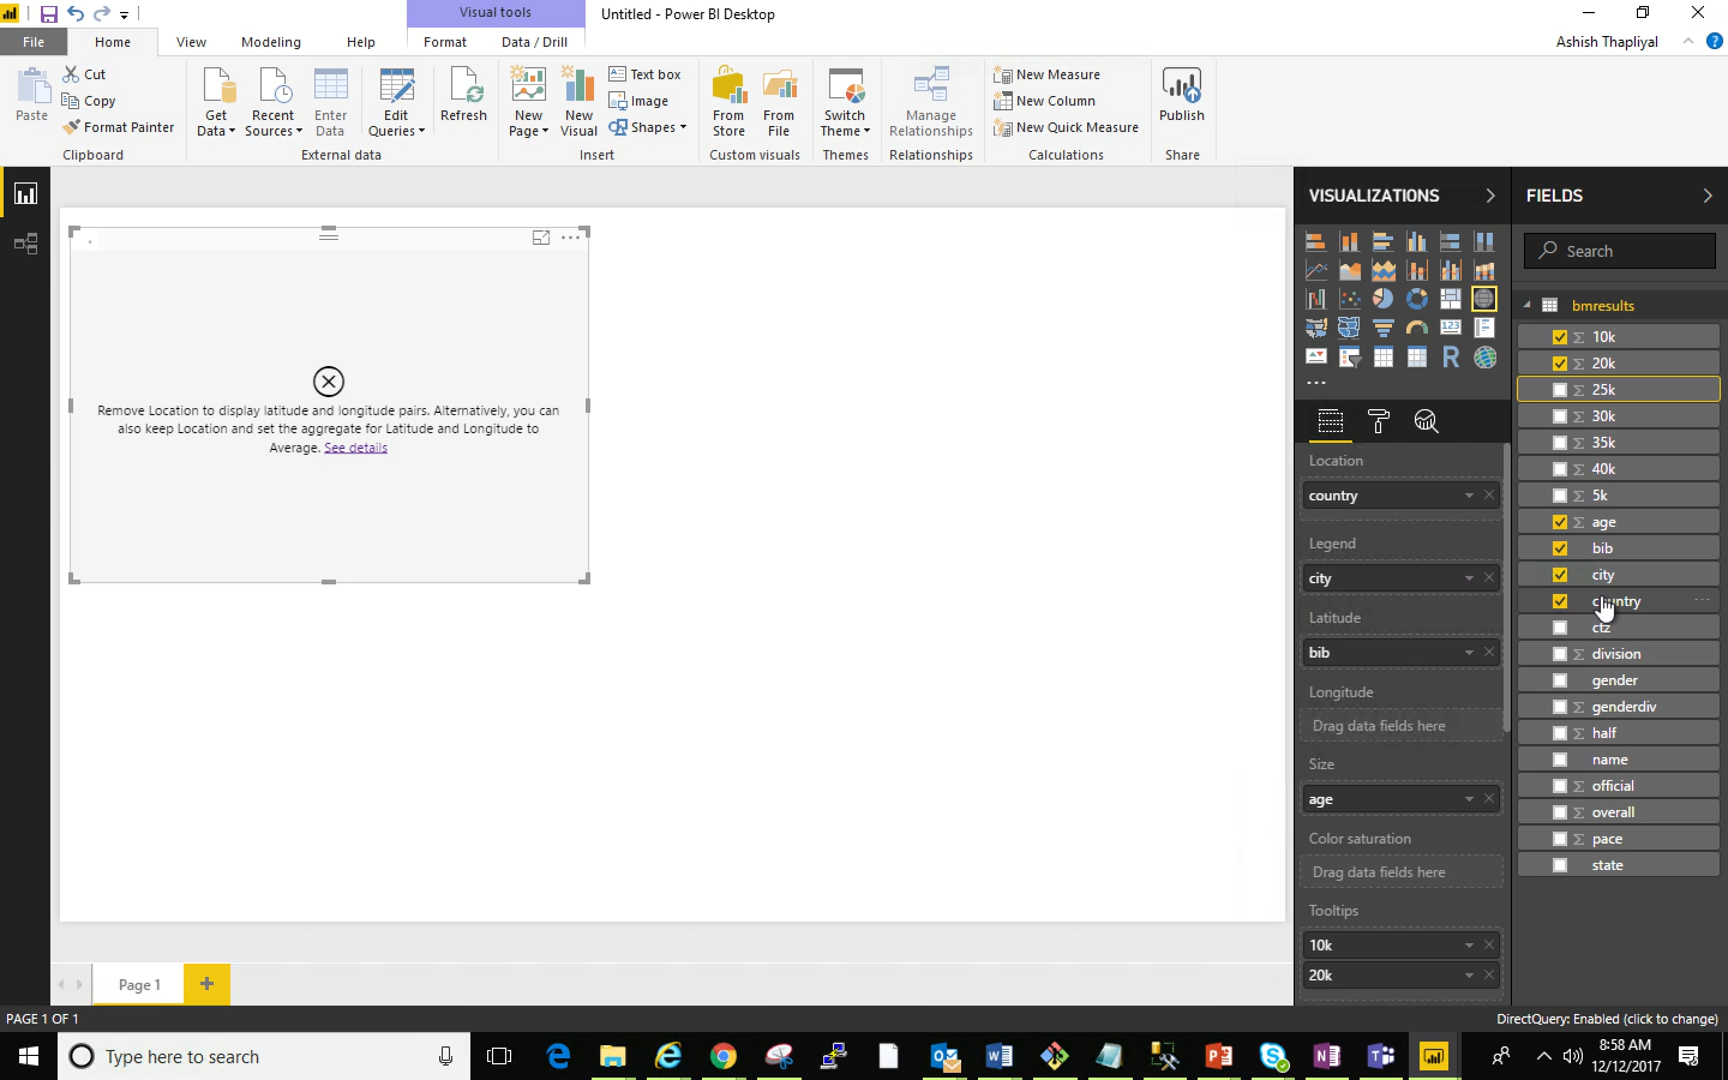 Visual tools
Untitled - Power BI Desktop
File
Home
View
Modeling
Help
Format
Data / Drill
Ashish Thapliyal
?
Paste
Cut
Copy
Format Painter
Clipboard
Get Data
Recent Sources
Enter Data
Edit Queries
Refresh
External data
New Page
New Visual
Text box
Image
Shapes
Insert
From Store
From File
Custom visuals
Switch Theme
Themes
Manage Relationships
Relationships
New Measure
New Column
New Quick Measure
Calculations
Publish
Share
Remove Location to display latitude and longitude pairs. Alternatively, you can
also keep Location and set the aggregate for Latitude and Longitude to
Average. See details
VISUALIZATIONS
123
R
Location
country
Legend
city
Latitude
bib
Longitude
Drag data fields here
Size
age
Color saturation
Drag data fields here
Tooltips
10k
20k
FIELDS
Search
bmresults
10k
20k
25k
30k
35k
40k
5k
age
bib
city
country
ctz
division
gender
genderdiv
half
name
official
overall
pace
state
Page 1
PAGE 1 OF 1
DirectQuery: Enabled (click to change)
Type here to search
8:58 AM
12/12/2017